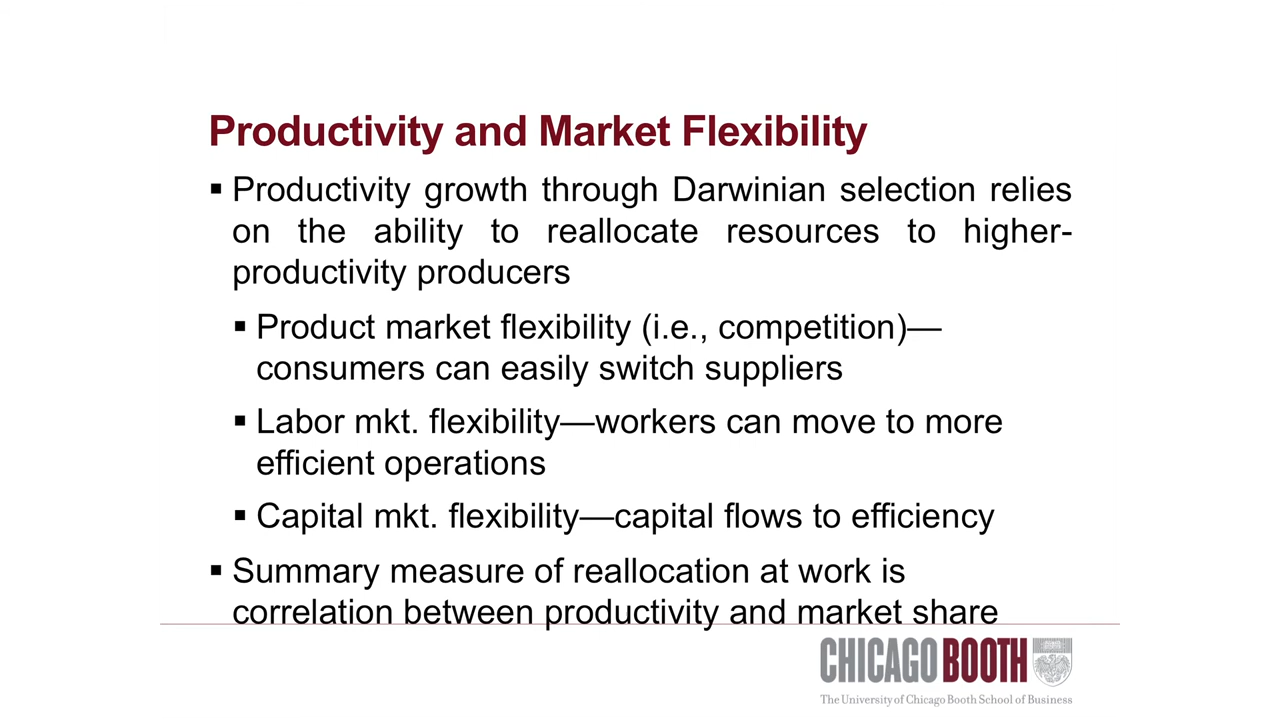 Productivity and Market Flexibility
▪ Productivity growth through Darwinian selection relies
on the ability to reallocate resources to higher-
productivity producers
▪ Product market flexibility (i.e., competition)—
consumers can easily switch suppliers
▪ Labor mkt. flexibility—workers can move to more
efficient operations
▪ Capital mkt. flexibility—capital flows to efficiency
▪ Summary measure of reallocation at work is
correlation between productivity and market share
CHICAGO BOOTH
The University of Chicago Booth School of Business